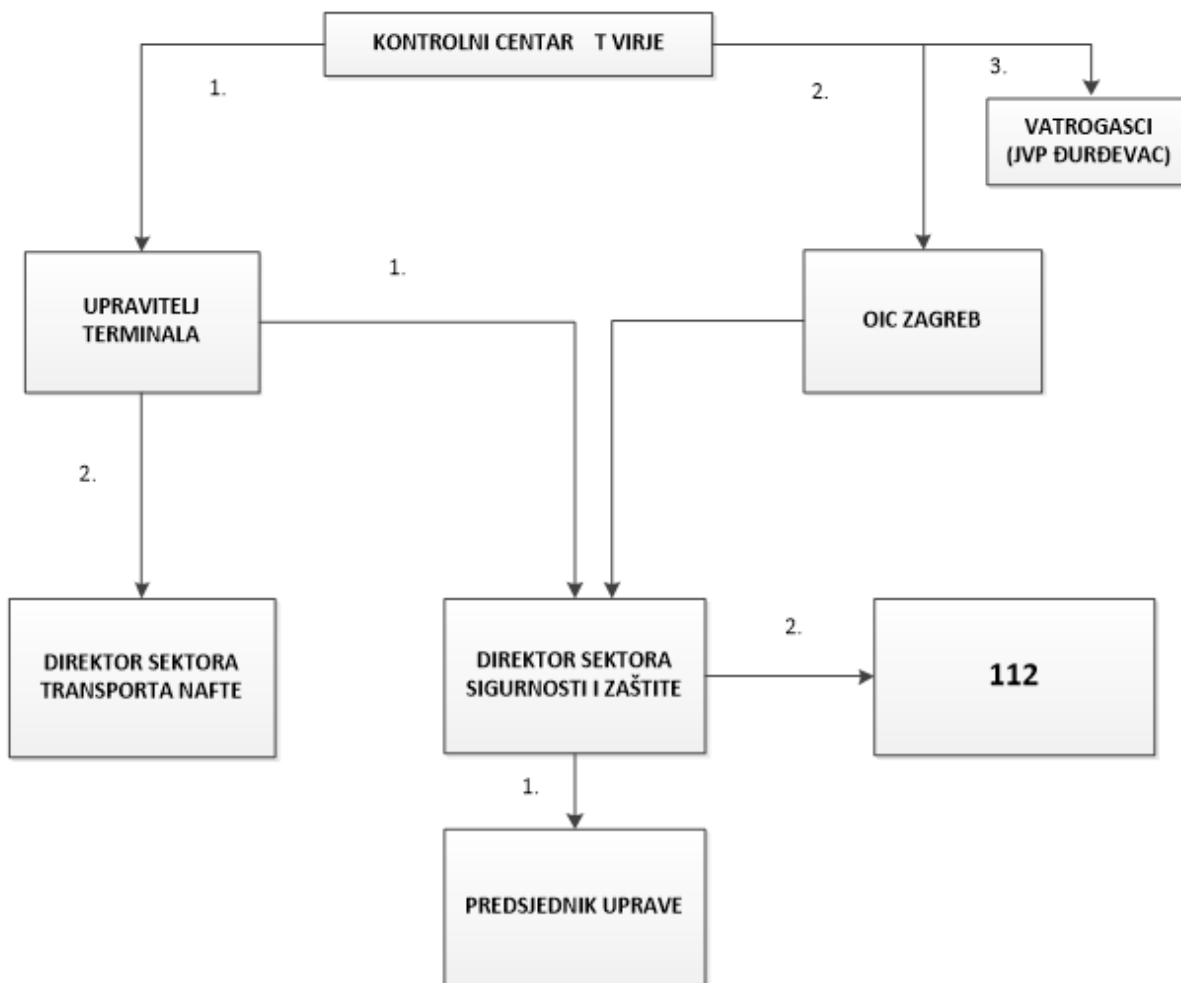 KONTROLNI CENTAR T VIRJE
1.
2.
3.
VATROGASCI
(JVP ĐURĐEVAC)
UPRAVITELJ
TERMINALA
1.
OIC ZAGREB
2.
DIREKTOR SEKTORA
TRANSPORTA NAFTE
DIREKTOR SEKTORA
SIGURNOSTI I ZAŠTITE
2.
112
1.
PREDSJEDNIK UPRAVE